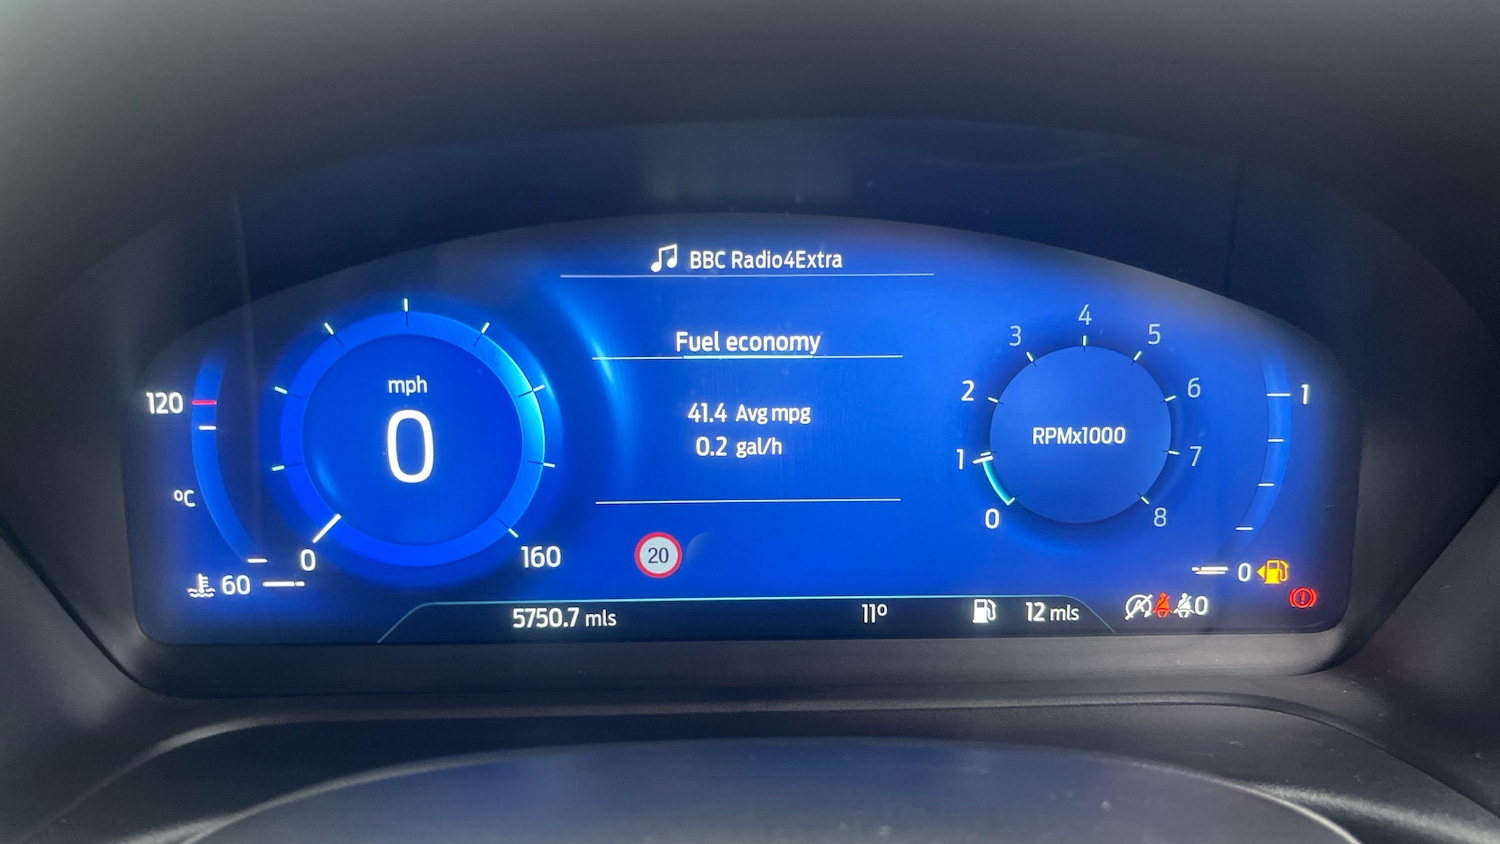 BBC Radio4Extra
Fuel economy
41.4 Avg mpg
0.2 gal/h
mph
0
0
160
120
°C
60
RPMx1000
0
1
2
3
4
5
6
7
8
1
0
20
5750.7 mls
11º
12 mls
A
0